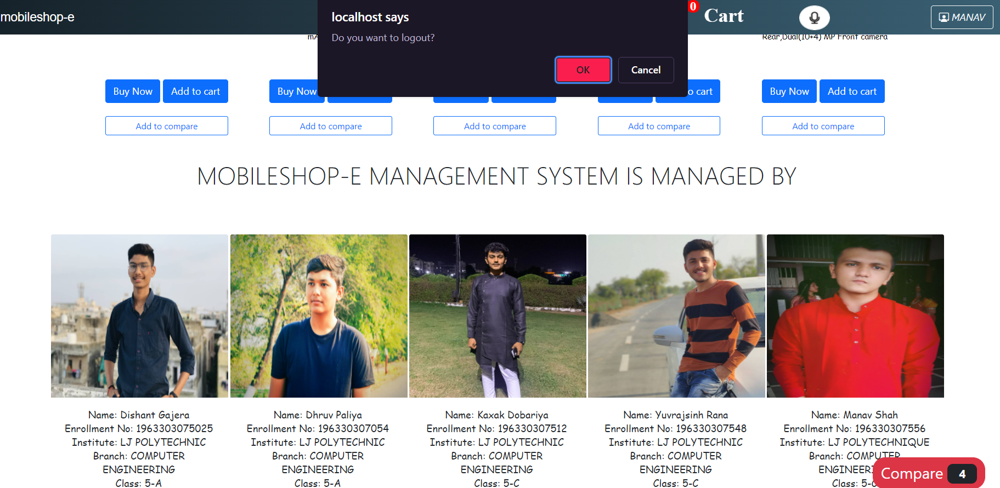 mobileshop-e
localhost says
Do you want to logout?
OK
Cancel
0
Cart
MANAV
Rear,Dual(10+4) MP Front camera
Buy Now Add to cart
Buy Now
o cart
Buy Now Add to cart
Add to compare
Add to compare
Add to compare
Add to compare
Add to compare
MOBILESHOP-E MANAGEMENT SYSTEM IS MANAGED BY
Name: Dishant Gajera
Enrollment No: 1963303075025
Institute: LJ POLYTECHNIC
Branch: COMPUTER
ENGINEERING
Class: 5-A
Name: Dhruv Paliya
Enrollment No: 196330307054
Institute: LJ POLYTECHNIC
Branch: COMPUTER
ENGINEERING
Class: 5-A
Name: Kaxak Dobariya
Enrollment No: 196330307512
Institute: LJ POLYTECHNIC
Branch: COMPUTER
ENGINEERING
Class: 5-C
Name: Yuvrajsinh Rana
Enrollment No: 196330307548
Institute: LJ POLYTECHNIC
Branch: COMPUTER
ENGINEERING
Class: 5-C
Name: Manav Shah
Enrollment No: 196330307556
Institute: LJ POLYTECHNIQUE
Branch: COMPUTER
ENGINEERI
Class: 5-C
Compare 4